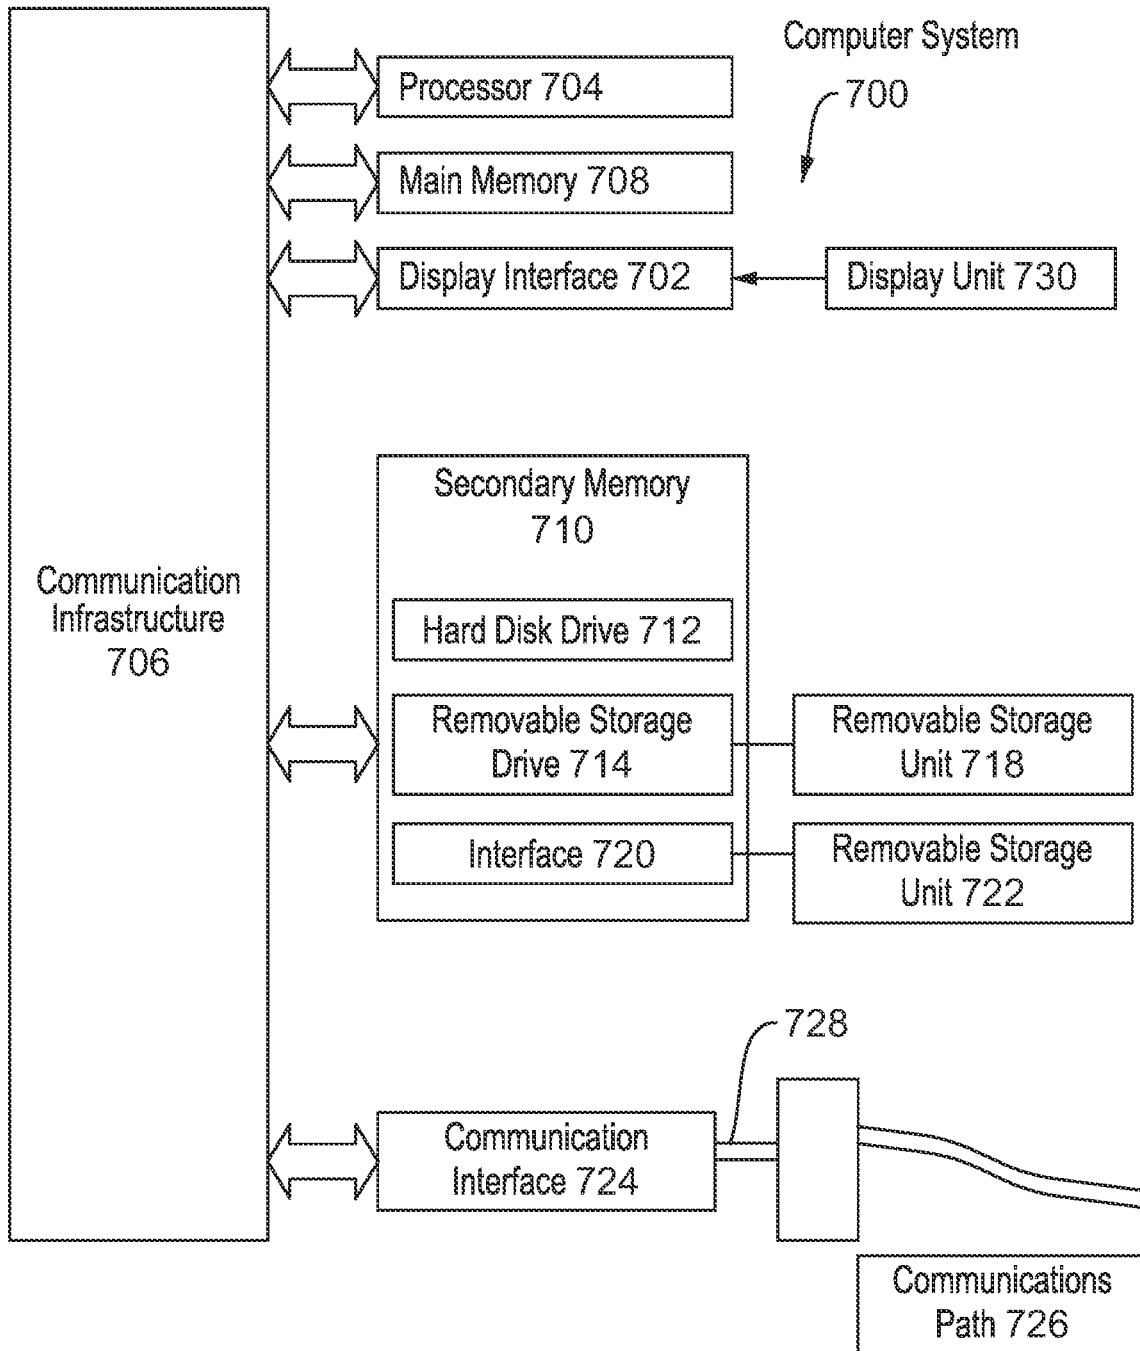 Computer System
700
Processor 704
Main Memory 708
Display Interface 702
Display Unit 730
Secondary Memory
710
Communication
Infrastructure
706
Hard Disk Drive 712
Removable Storage
Drive 714
Removable Storage
Unit 718
Interface 720
Removable Storage
Unit 722
728
Communication
Interface 724
Communications
Path 726